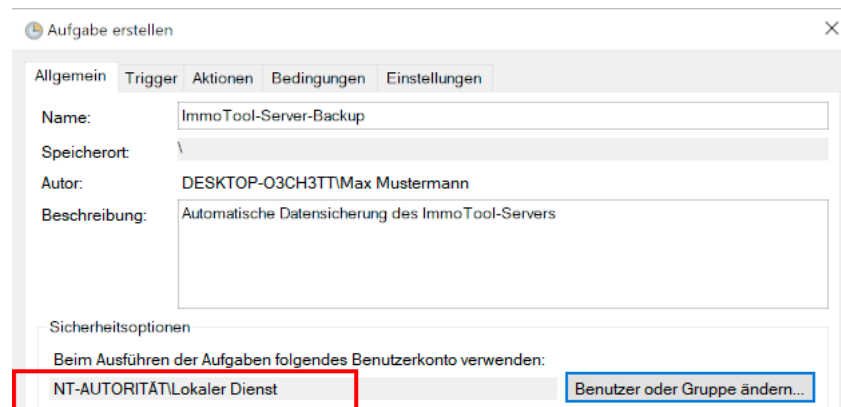 Aufgabe erstellen
Allgemein Trigger Aktionen Bedingungen Einstellungen
Name: ImmoTool-Server-Backup
Speicherort: \
Autor: DESKTOP-O3CH3TT\Max Mustermann
Beschreibung: Automatische Datensicherung des ImmoTool-Servers
Sicherheitsoptionen
Beim Ausführen der Aufgaben folgendes Benutzerkonto verwenden:
NT-AUTORITÄT\Lokaler Dienst Benutzer oder Gruppe ändern...